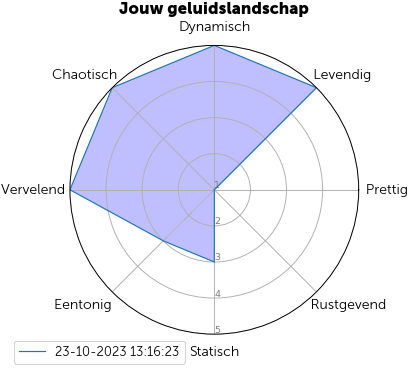 Jouw geluidslandschap
Dynamisch
Chaotisch
Levendig
Vervelend
1
Prettig
2
3
4
Eentonig
Rustgevend
5
23-10-2023 13:16:23
Statisch